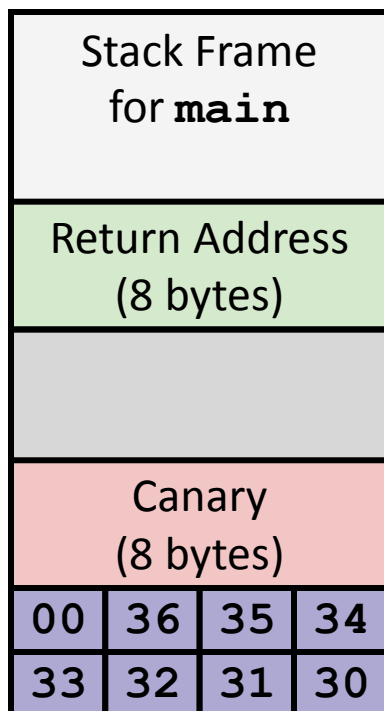 Stack Frame
for main
Return Address
(8 bytes)
Canary
(8 bytes)
00 36 35 34
33 32 31 30